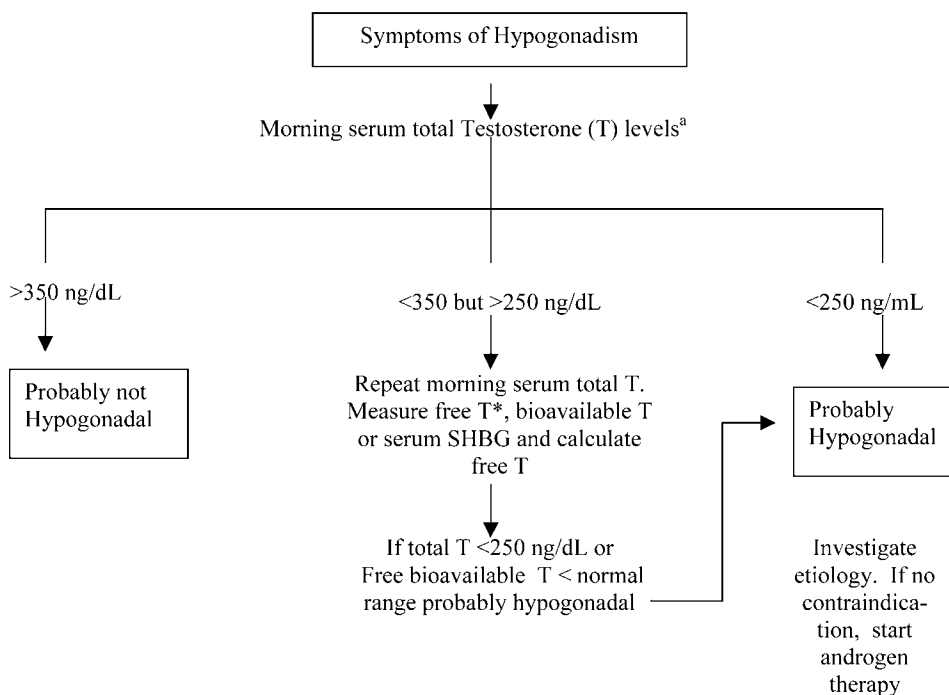 Symptoms of Hypogonadism
Morning serum total Testosterone (T) levelsᵃ
>350 ng/dL
<350 but >250 ng/dL
<250 ng/mL
Probably not
Hypogonadal
Repeat morning serum total T.
Measure free T*, bioavailable T
or serum SHBG and calculate
free T
Probably
Hypogonadal
If total T <250 ng/dL or
Free bioavailable T < normal
range probably hypogonadal
Investigate
etiology. If no
contraindica-
tion, start
androgen
therapy